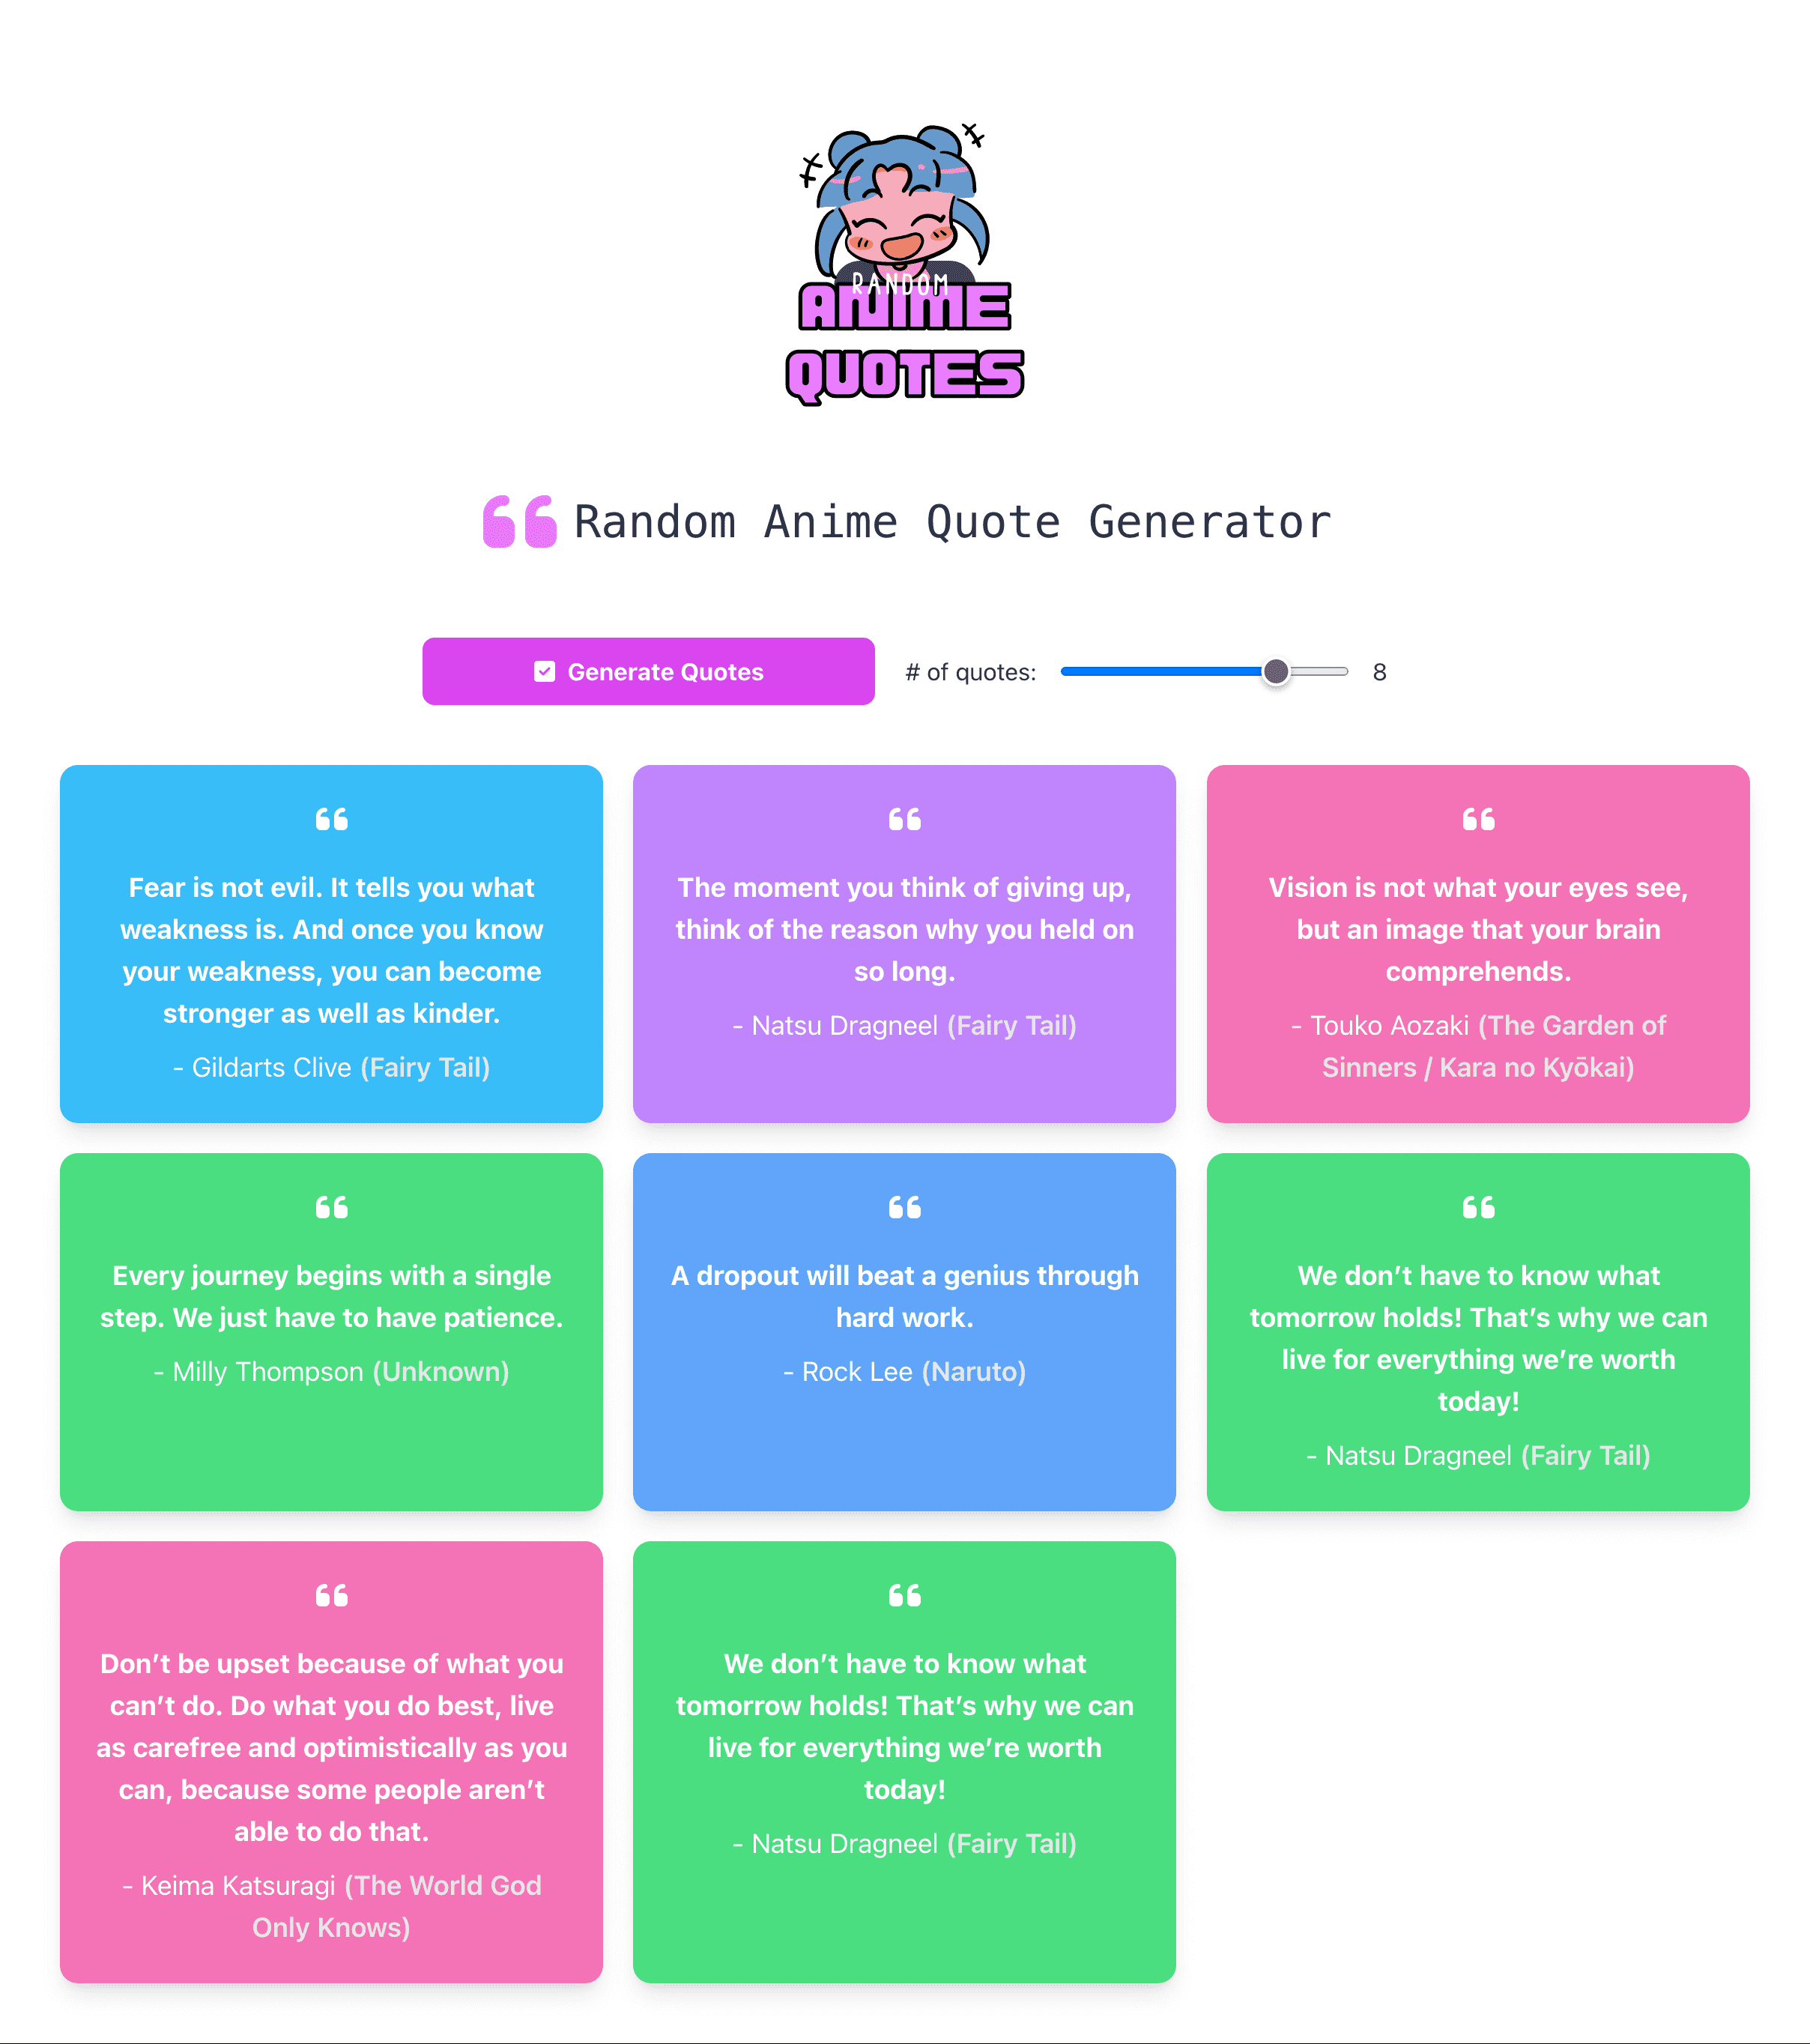 RANDOM
ANIME
QUOTES
Random Anime Quote Generator
Generate Quotes
# of quotes:
8
Fear is not evil. It tells you what
weakness is. And once you know
your weakness, you can become
stronger as well as kinder.
- Gildarts Clive (Fairy Tail)
The moment you think of giving up,
think of the reason why you held on
so long.
- Natsu Dragneel (Fairy Tail)
Vision is not what your eyes see,
but an image that your brain
comprehends.
- Touko Aozaki (The Garden of
Sinners / Kara no Kyōkai)
Every journey begins with a single
step. We just have to have patience.
- Milly Thompson (Unknown)
A dropout will beat a genius through
hard work.
- Rock Lee (Naruto)
We don’t have to know what
tomorrow holds! That’s why we can
live for everything we’re worth
today!
- Natsu Dragneel (Fairy Tail)
Don’t be upset because of what you
can’t do. Do what you do best, live
as carefree and optimistically as you
can, because some people aren’t
able to do that.
- Keima Katsuragi (The World God
Only Knows)
We don’t have to know what
tomorrow holds! That’s why we can
live for everything we’re worth
today!
- Natsu Dragneel (Fairy Tail)